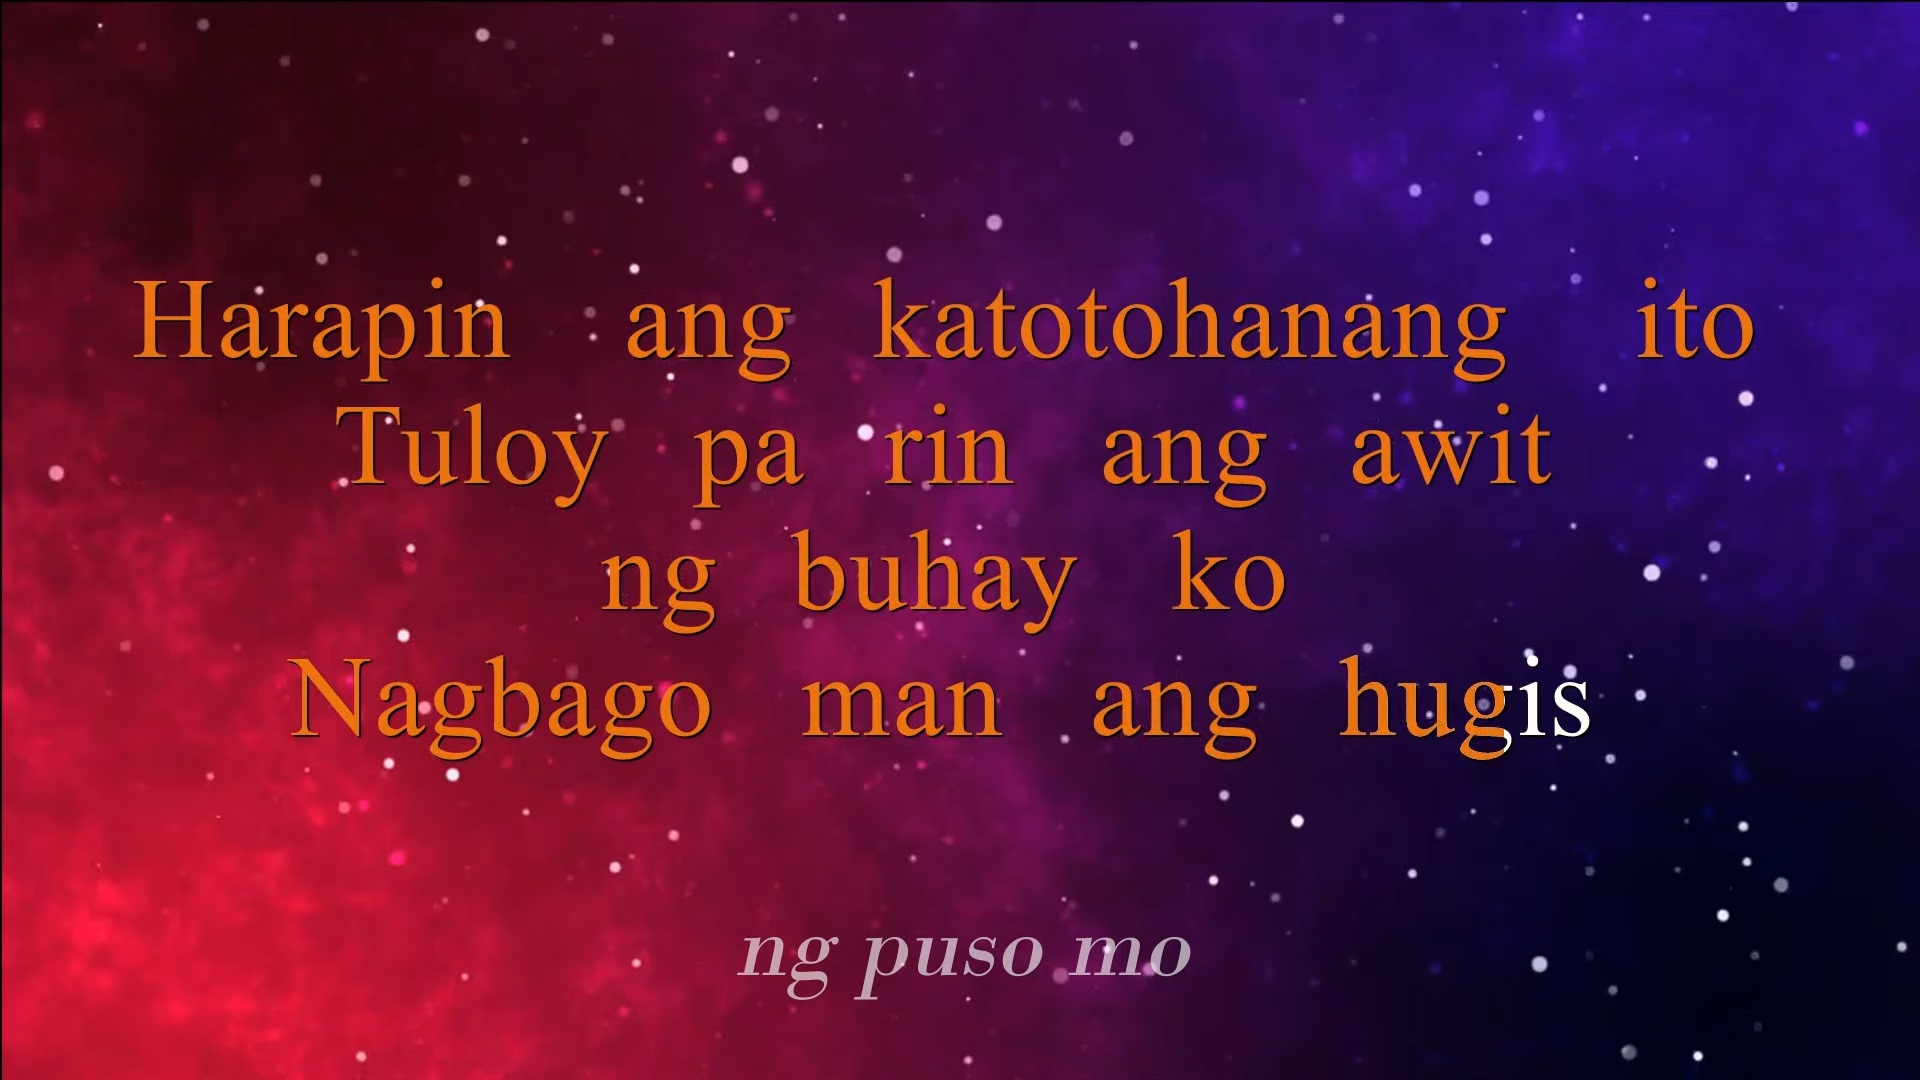 Harapin ang katotohanang ito
Tuloy pa rin ang awit
ng buhay ko
Nagbago man ang hugis
ng puso mo